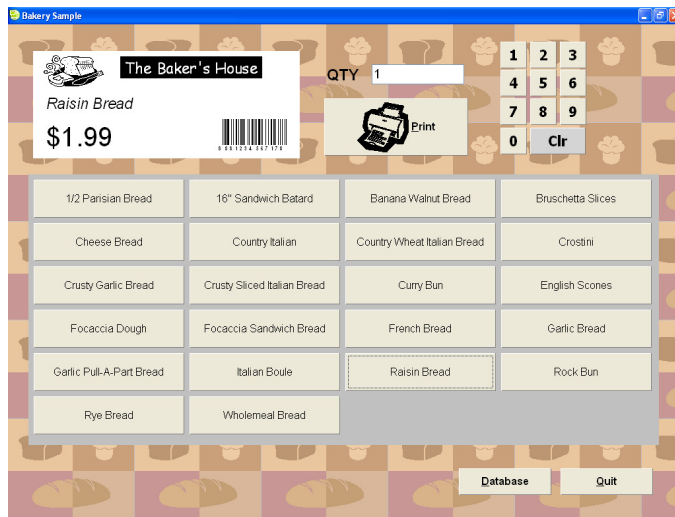 Bakery Sample
The Baker's House
Raisin Bread
$1.99
QTY 1
Print
1 2 3
4 5 6
7 8 9
0 Clr
1/2 Parisian Bread 16" Sandwich Batard Banana Walnut Bread Bruschetta Slices
Cheese Bread Country Italian Country Wheat Italian Bread Crostini
Crusty Garlic Bread Crusty Sliced Italian Bread Curry Bun English Scones
Focaccia Dough Focaccia Sandwich Bread French Bread Garlic Bread
Garlic Pull-A-Part Bread Italian Boule Raisin Bread Rock Bun
Rye Bread Wholemeal Bread
Database Quit